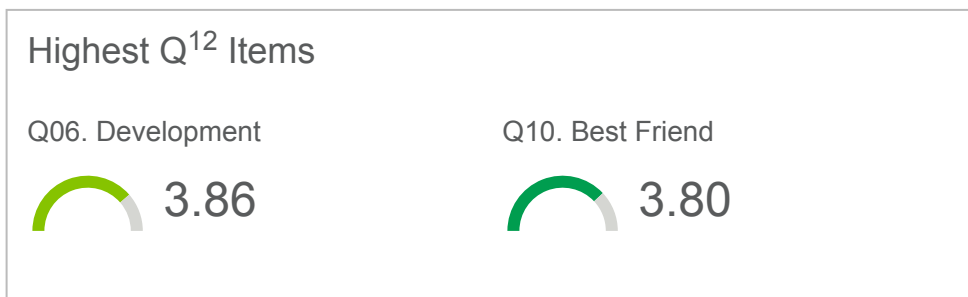 Highest Q¹² Items
Q06. Development
Q10. Best Friend
3.86
3.80